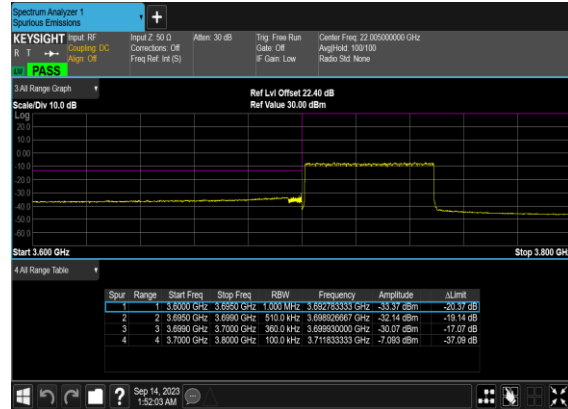 Spectrum Analyzer 1
Spurious Emissions
KEYSIGHT Input: RF
R T Coupling: DC
Align: Off
Input Z: 50 Ω
Corrections: Off
Freq Ref: Int (S)
Atten: 30 dB
Trig: Free Run
Gate: Off
IF Gain: Low
Center Freq: 22.005000000 GHz
Avg|Hold: 100/100
Radio Std: None
PASS
3 All Range Graph
Scale/Div 10.0 dB
Ref Lvl Offset 22.40 dB
Ref Value 30.00 dBm
Log
20.0
10.0
0.00
-10.0
-20.0
-30.0
-40.0
-50.0
-60.0
Start 3.600 GHz
Stop 3.800 GH
4 All Range Table
Spur Range Start Freq Stop Freq RBW Frequency Amplitude ΔLimit
1 1 3.6000 GHz 3.6950 GHz 1.000 MHz 3.692783333 GHz -33.37 dBm -20.37 dB
2 2 3.6950 GHz 3.6990 GHz 510.0 kHz 3.698926667 GHz -32.14 dBm -19.14 dB
3 3 3.6990 GHz 3.7000 GHz 360.0 kHz 3.699930000 GHz -30.07 dBm -17.07 dB
4 4 3.7000 GHz 3.8000 GHz 100.0 kHz 3.711833333 GHz -7.093 dBm -37.09 dB
Sep 14, 2023
1:52:03 AM